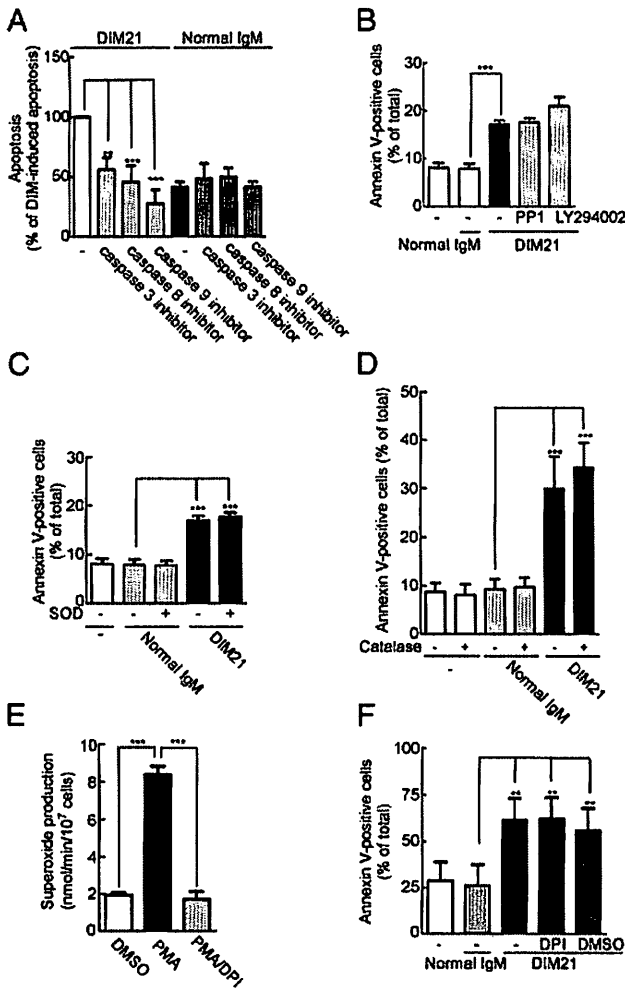 A
DIM21
Normal IgM
Apoptosis
(% of DIM-induced apoptosis)
150
100
50
0
**
***
***
-
caspase 3 inhibitor
caspase 8 inhibitor
caspase 9 inhibitor
-
caspase 3 inhibitor
caspase 8 inhibitor
caspase 9 inhibitor
B
Annexin V-positive cells
(% of total)
30
20
10
0
***
- - - PP1 LY294002
Normal IgM - DIM21
C
Annexin V-positive cells
(% of total)
30
20
10
0
*** ***
SOD - - + - +
- Normal IgM DIM21
D
Annexin V-positive cells (% of total)
50
40
30
20
10
0
*** ***
Catalase - + - + - +
- Normal IgM DIM21
E
Superoxide production
(nmol/min/10⁷ cells)
10
8
6
4
2
0
*** ***
DMSO
PMA
PMA/DPI
F
Annexin V-positive cells
(% of total)
100
75
50
25
0
** ** **
- - - DPI DMSO
Normal IgM DIM21